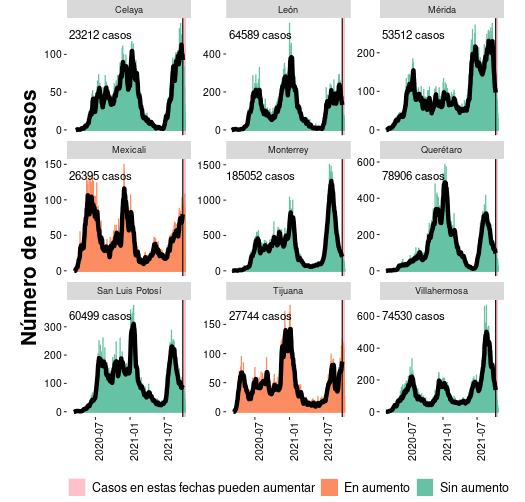 Celaya León Mérida
23212 casos 64589 casos 53512 casos
100 400 200
50 200 100
0 0 0
Mexicali Monterrey Querétaro
26395 casos 185052 casos 78906 casos
150 1500 600
100 1000 400
50 500 200
0 0 0
San Luis Potosí Tijuana Villahermosa
60499 casos 27744 casos 74530 casos
300 150 600
200 100 400
100 50 200
0 0 0
2020-07 2021-01 2021-07 2020-07 2021-01 2021-07 2020-07 2021-01 2021-07
Número de nuevos casos
Casos en estas fechas pueden aumentar En aumento Sin aumento